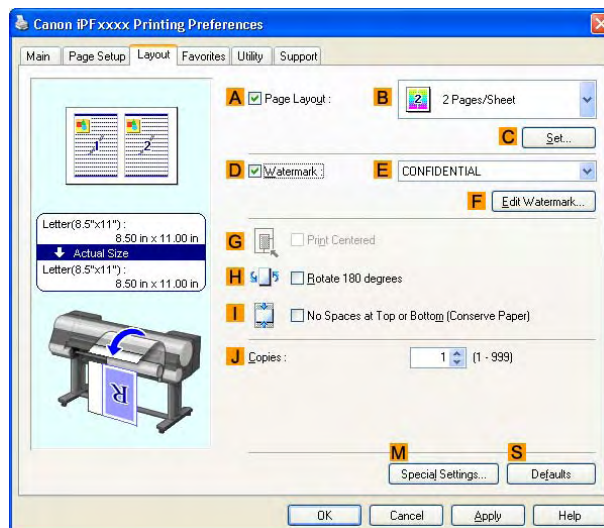 Canon iPFxxxx Printing Preferences
Main Page Setup Layout Favorites Utility Support
A Page Layout : B 2 2 Pages/Sheet
C Set...
D Watermark : E CONFIDENTIAL
F Edit Watermark...
1 2
Letter(8.5"x11") :
8.50 in x 11.00 in
Actual Size
Letter(8.5"x11") :
8.50 in x 11.00 in
G Print Centered
H Rotate 180 degrees
I No Spaces at Top or Bottom (Conserve Paper)
J Copies : 1 (1 - 999)
R
M S
Special Settings... Defaults
OK Cancel Apply Help